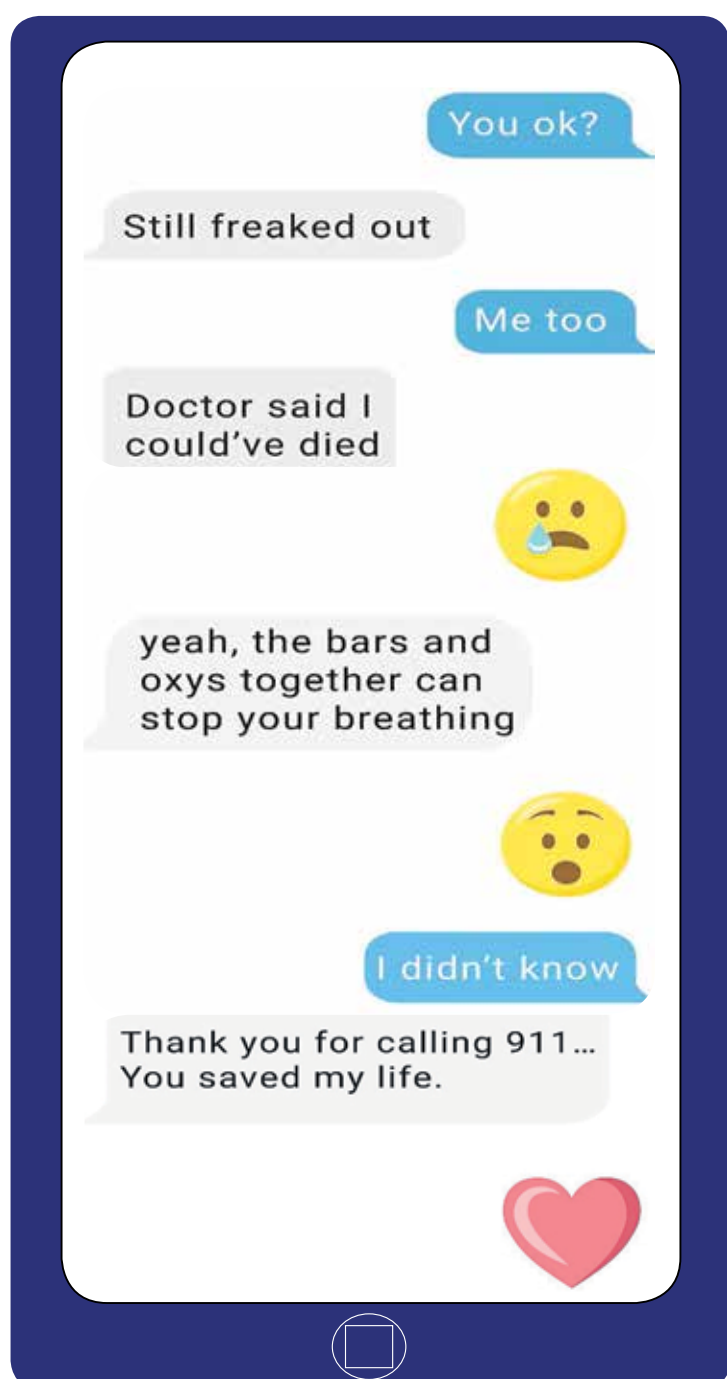 You ok?
Still freaked out
Me too
Doctor said I
could've died
yeah, the bars and
oxys together can
stop your breathing
I didn't know
Thank you for calling 911...
You saved my life.